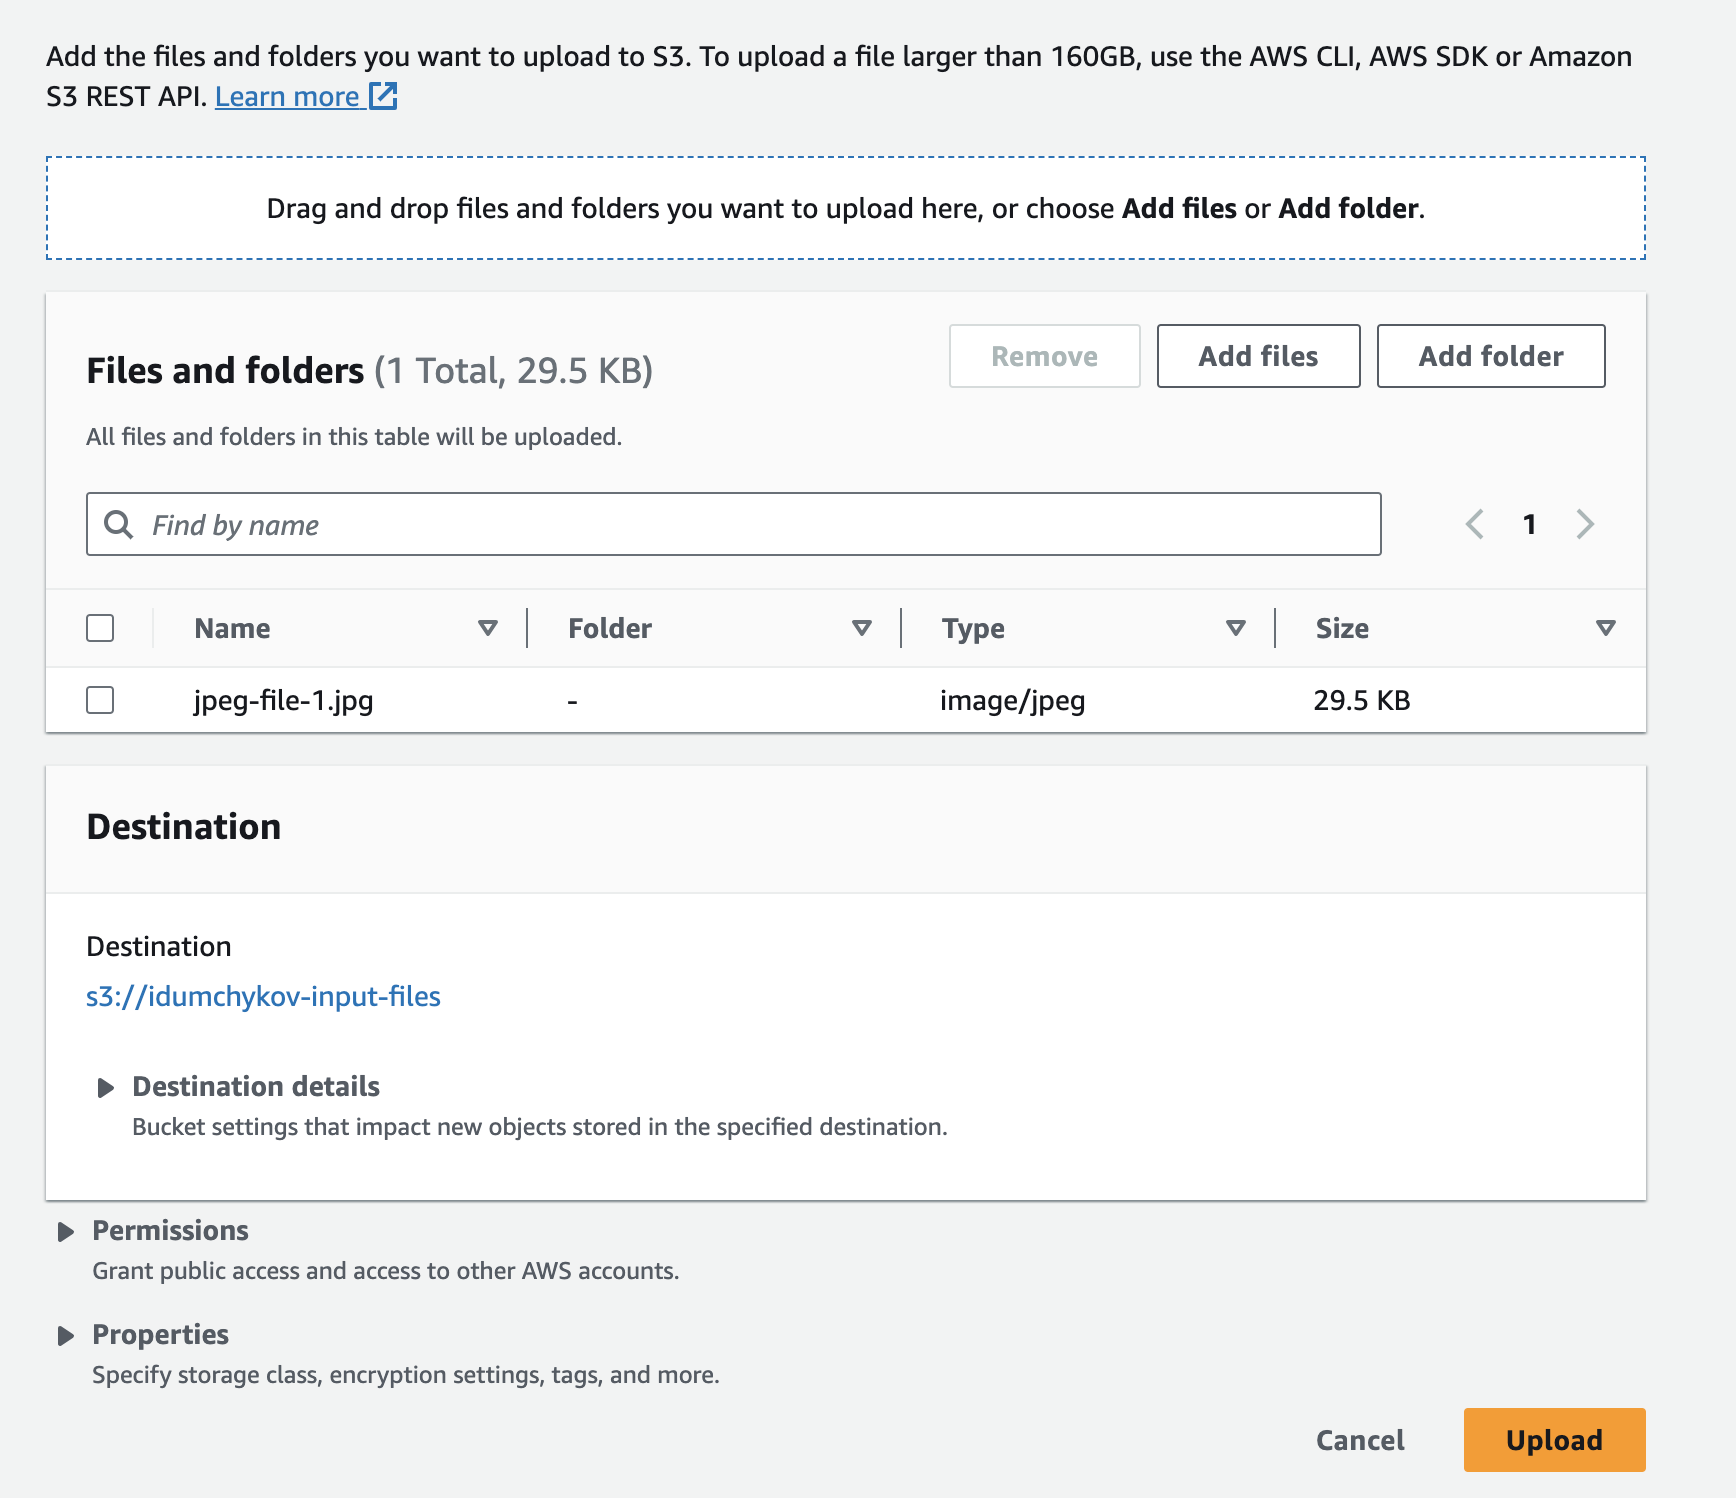 Add the files and folders you want to upload to S3. To upload a file larger than 160GB, use the AWS CLI, AWS SDK or Amazon
S3 REST API. Learn more
Drag and drop files and folders you want to upload here, or choose Add files or Add folder.
Files and folders (1 Total, 29.5 KB)
Remove
Add files
Add folder
All files and folders in this table will be uploaded.
Find by name
1
Name Folder Type Size
jpeg-file-1.jpg - image/jpeg 29.5 KB
Destination
Destination
s3://idumchykov-input-files
Destination details
Bucket settings that impact new objects stored in the specified destination.
Permissions
Grant public access and access to other AWS accounts.
Properties
Specify storage class, encryption settings, tags, and more.
Cancel
Upload